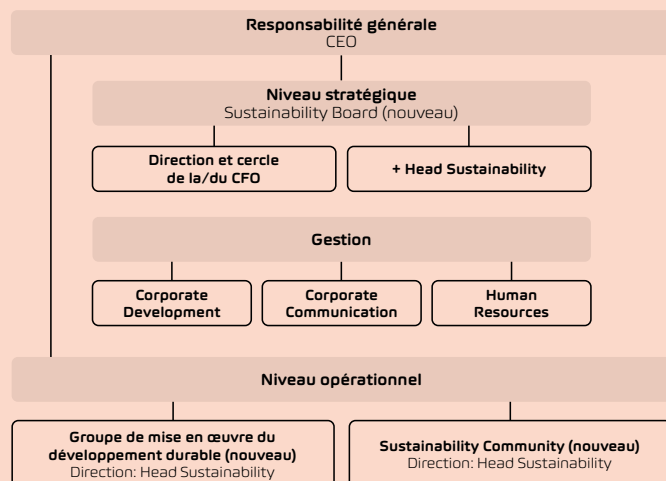 Responsabilité générale
CEO
Niveau stratégique
Sustainability Board (nouveau)
Direction et cercle
de la/du CFO
+ Head Sustainability
Gestion
Corporate
Development
Corporate
Communication
Human
Resources
Niveau opérationnel
Groupe de mise en œuvre du
développement durable (nouveau)
Direction: Head Sustainability
Sustainability Community (nouveau)
Direction: Head Sustainability